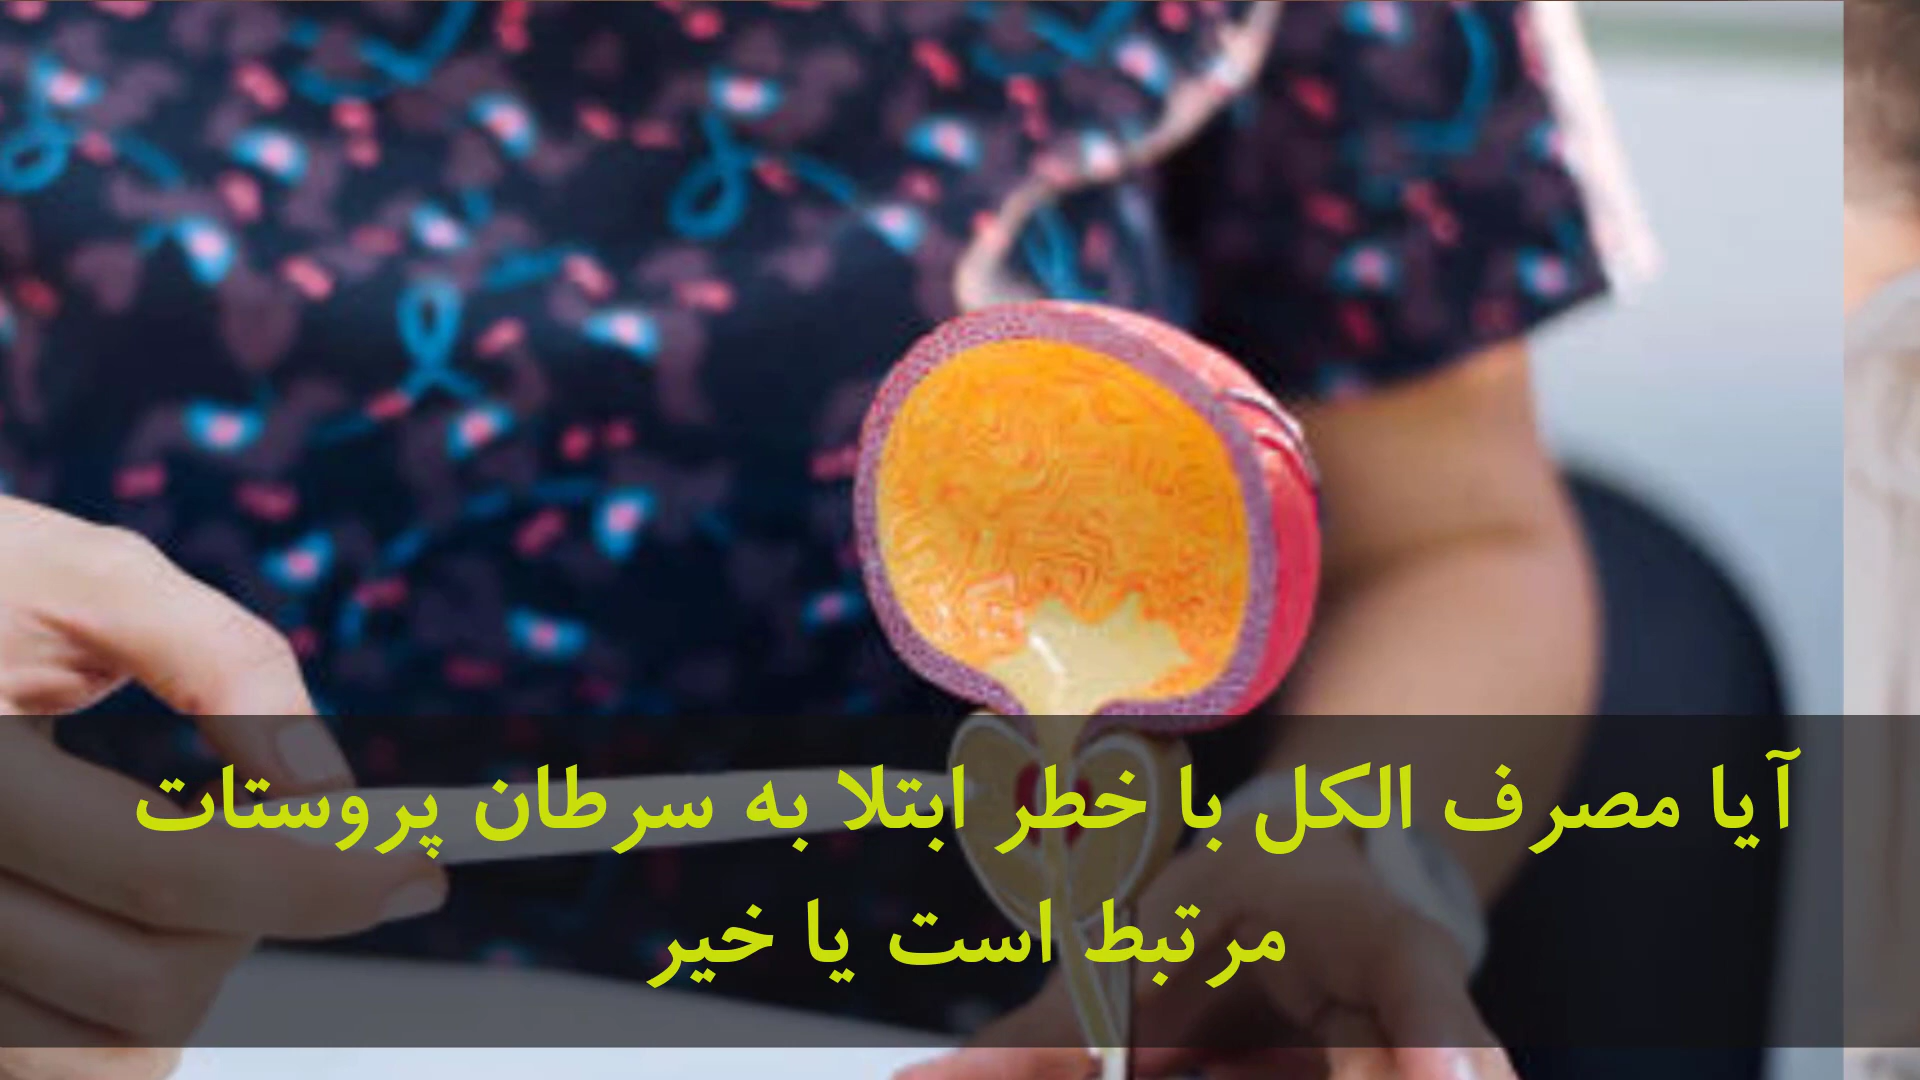 آیا مصرف الکل با خطر ابتلا به سرطان پروستات
مرتبط است یا خیر